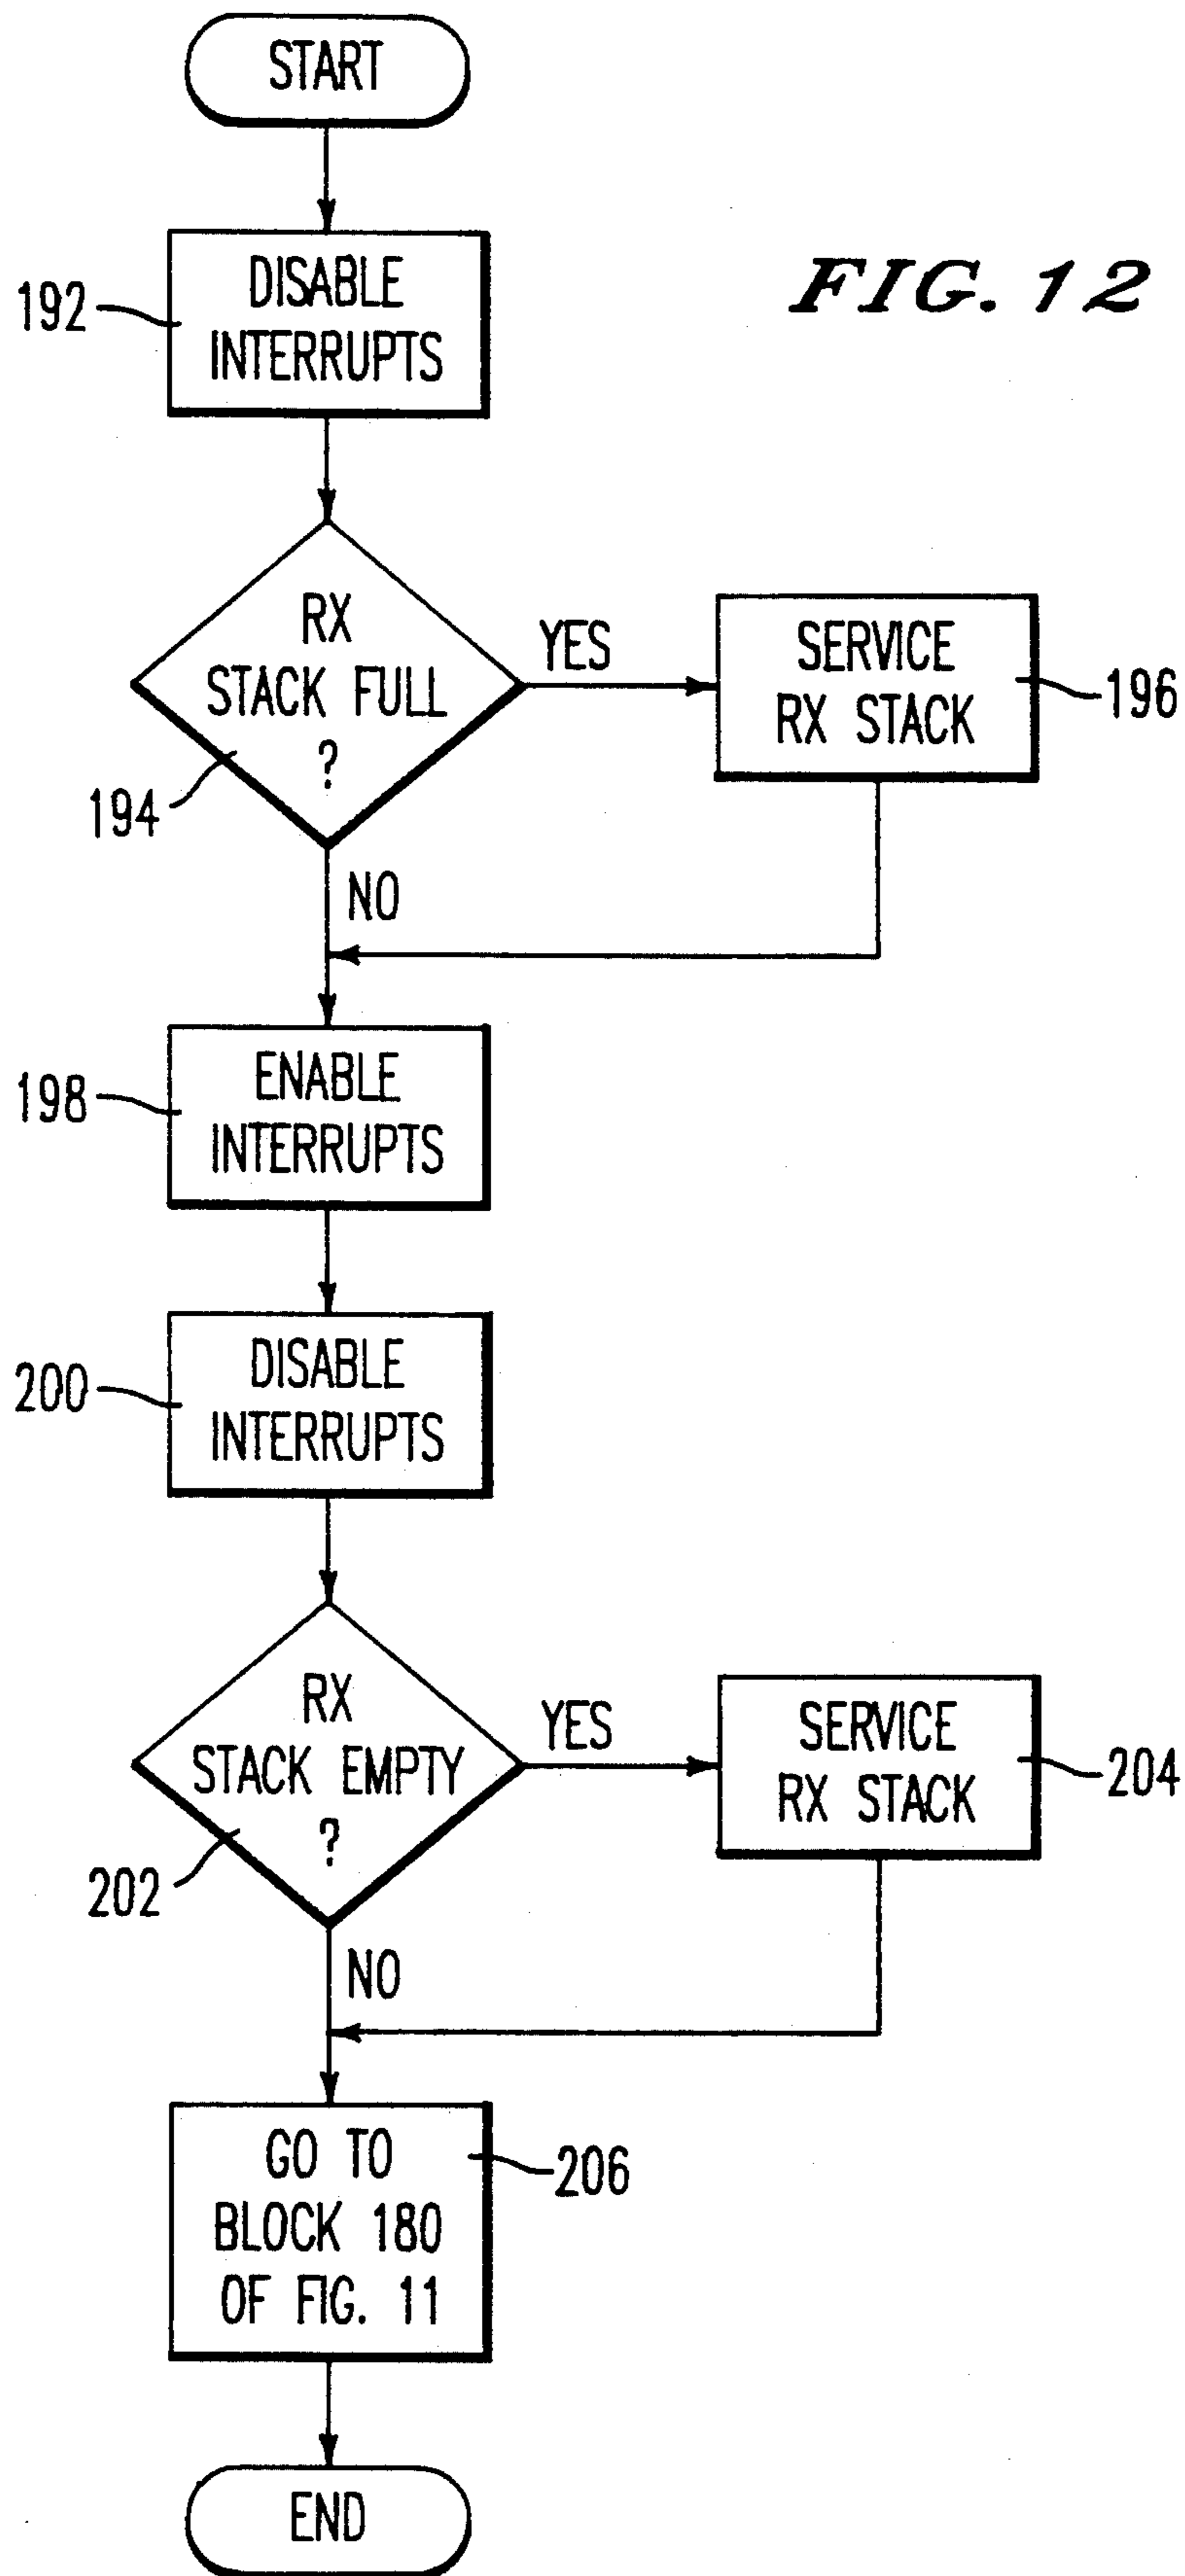 START
FIG. 12
192
DISABLE
INTERRUPTS
RX
STACK FULL
?
194
YES
SERVICE
RX STACK
196
NO
198
ENABLE
INTERRUPTS
200
DISABLE
INTERRUPTS
RX
STACK EMPTY
?
202
YES
SERVICE
RX STACK
204
NO
GO TO
BLOCK 180
OF FIG. 11
206
END